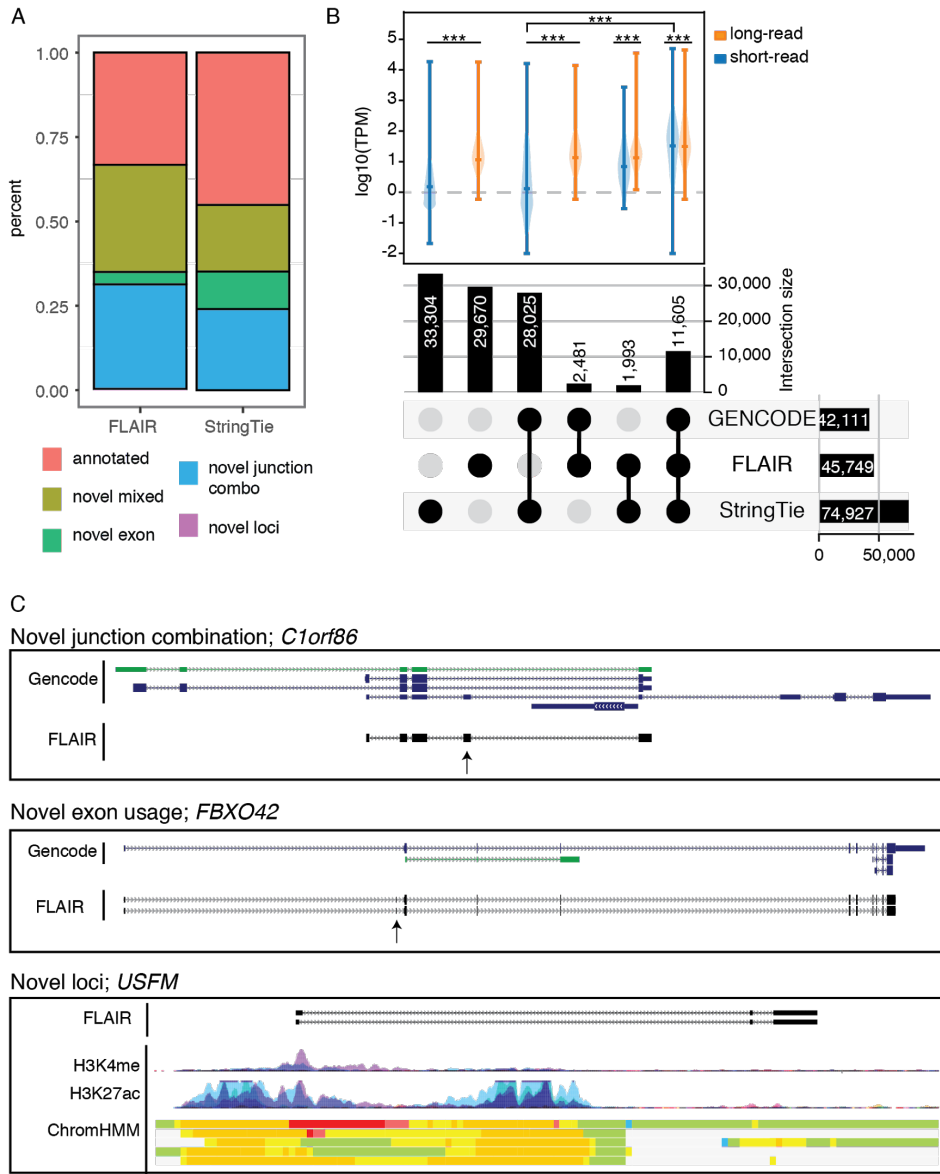 A
percent
1.00
0.75
0.50
0.25
0.00
FLAIR
StringTie
annotated
novel mixed
novel exon
novel junction
combo
novel loci
B
***
***
***
***
***
long-read
short-read
log10(TPM)
5
4
3
2
1
0
-1
-2
33,304
29,670
28,025
2,481
1,993
11,605
30,000
20,000
10,000
0
Intersection size
GENCODE
42,111
FLAIR
45,749
StringTie
74,927
0
50,000
C
Novel junction combination; C1orf86
Gencode
FLAIR
Novel exon usage; FBXO42
Gencode
FLAIR
Novel loci; USFM
FLAIR
H3K4me
H3K27ac
ChromHMM